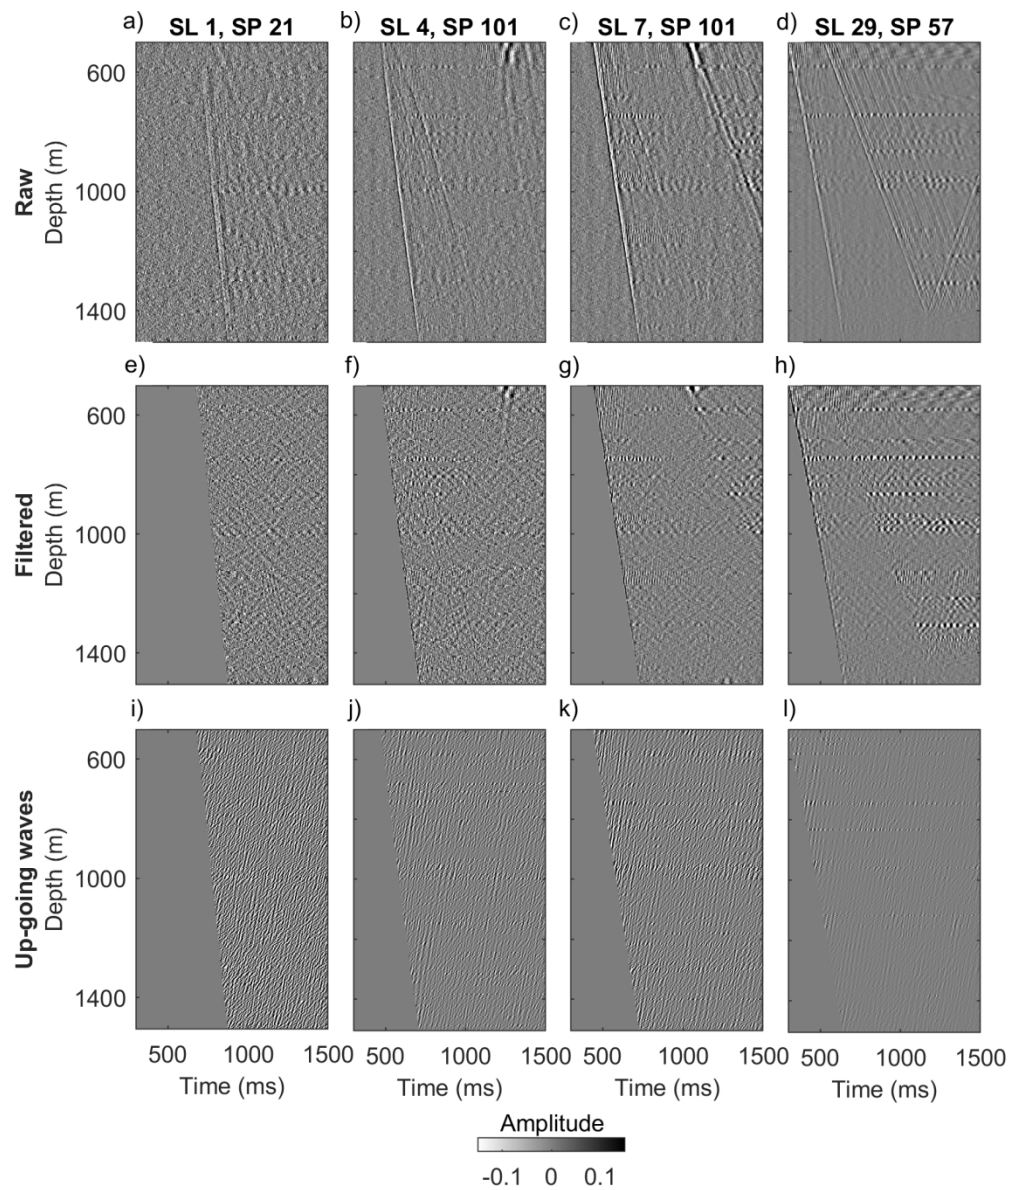 a) SL 1, SP 21
b) SL 4, SP 101
c) SL 7, SP 101
d) SL 29, SP 57
Raw
Depth (m)
600
1000
1400
e)
f)
g)
h)
Filtered
Depth (m)
600
1000
1400
i)
j)
k)
l)
Up-going waves
Depth (m)
600
1000
1400
500 1000 1500
500 1000 1500
500 1000 1500
500 1000 1500
Time (ms)
Time (ms)
Time (ms)
Time (ms)
Amplitude
-0.1 0 0.1